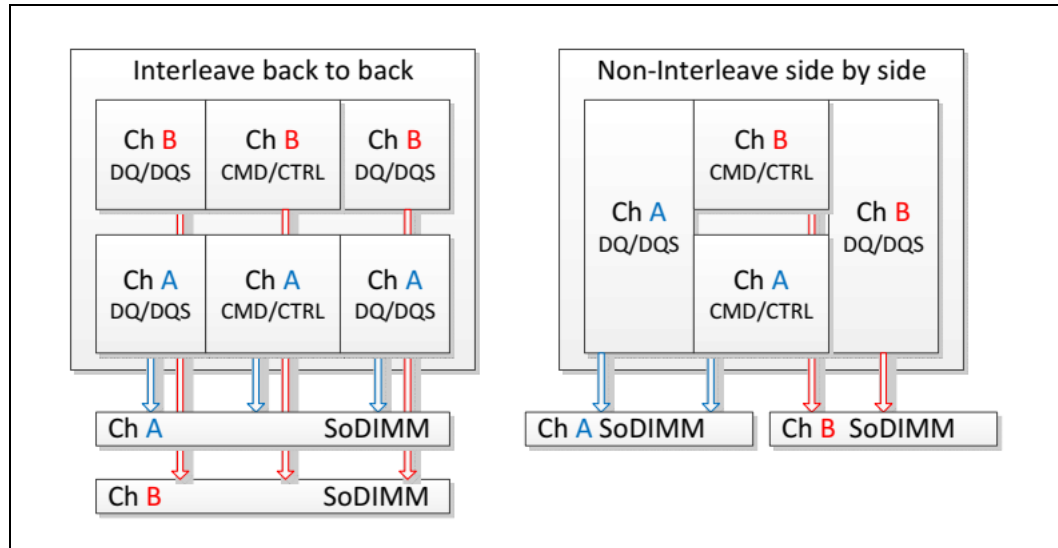 Interleave back to back
Ch B
DQ/DQS
Ch B
CMD/CTRL
Ch B
DQ/DQS
Ch A
DQ/DQS
Ch A
CMD/CTRL
Ch A
DQ/DQS
Ch A SoDIMM
Ch B SoDIMM
Non-Interleave side by side
Ch A
DQ/DQS
Ch B
CMD/CTRL
Ch A
CMD/CTRL
Ch B
DQ/DQS
Ch A SoDIMM
Ch B SoDIMM